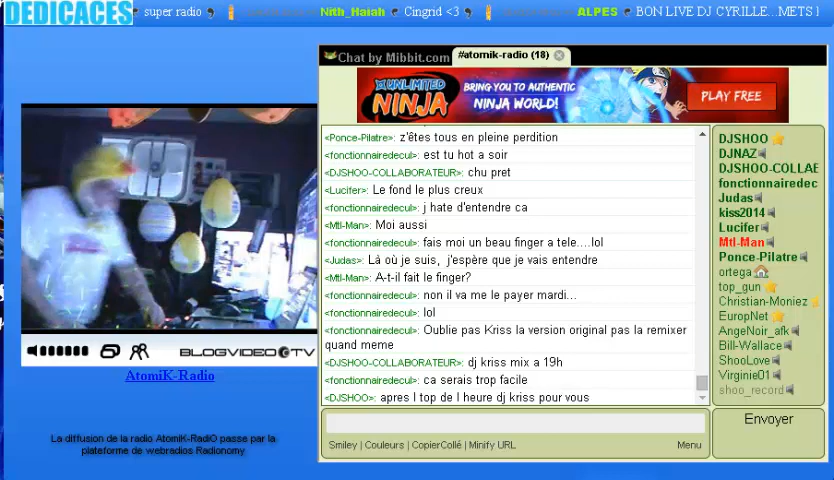 DEDICACES super radio Nith_Haiah Cingrid <3 ALPES BON LIVE DJ CYRILLE...METS
Chat by Mibbit.com #atomik-radio (18)
UNLIMITED NINJA
BRING YOU TO AUTHENTIC NINJA WORLD!
PLAY FREE
<Ponce-Pilatre>: z'êtes tous en pleine perdition
<fonctionnairedecul>: est tu hot a soir
<DJSHOO-COLLABORATEUR>: chu pret
<Lucifer>: Le fond le plus creux
<fonctionnairedecul>: j hate d'entendre ca
<Mtl-Man>: Moi aussi
<fonctionnairedecul>: fais moi un beau finger a tele....lol
<Judas>: Là où je suis, j'espère que je vais entendre
<Mtl-Man>: A-t-il fait le finger?
<fonctionnairedecul>: non il va me le payer mardi...
<fonctionnairedecul>: lol
<fonctionnairedecul>: Oublie pas Kriss la version original pas la remixer
quand meme
<DJSHOO-COLLABORATEUR>: dj kriss mix a 19h
<fonctionnairedecul>: ca serais trop facile
<DJSHOO>: apres l top de l heure dj kriss pour vous
DJSHOO
DJNAZ
DJSHOO-COLLAB
fonctionnairedec
Judas
kiss2014
Lucifer
Mtl-Man
Ponce-Pilatre
ortega
top_gun
Christian-Moniez
EuropNet
AngeNoir_afk
Bill-Wallace
ShooLove
Virginie01
shoo_record
Smiley | Couleurs | CopierCollé | Minify URL
Menu
Envoyer
BLOGVIDEO TV
AtomiK-Radio
La diffusion de la radio AtomiK-RadiO passe par la
plateforme de webradios Radionomy